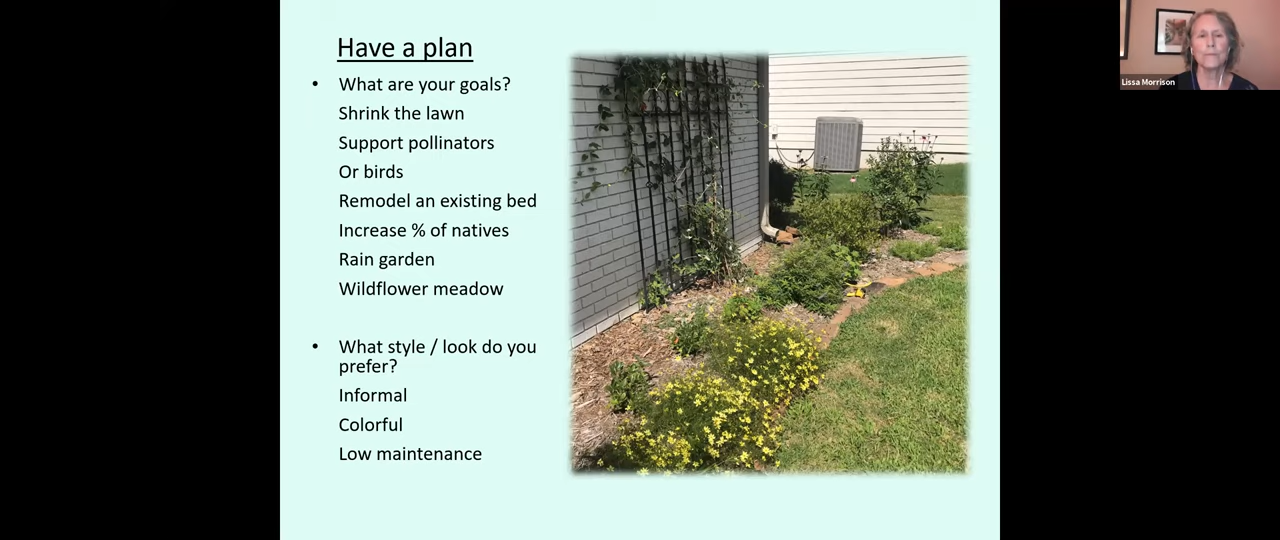 Have a plan
• What are your goals?
Shrink the lawn
Support pollinators
Or birds
Remodel an existing bed
Increase % of natives
Rain garden
Wildflower meadow
• What style / look do you
prefer?
Informal
Colorful
Low maintenance
Lissa Morrison